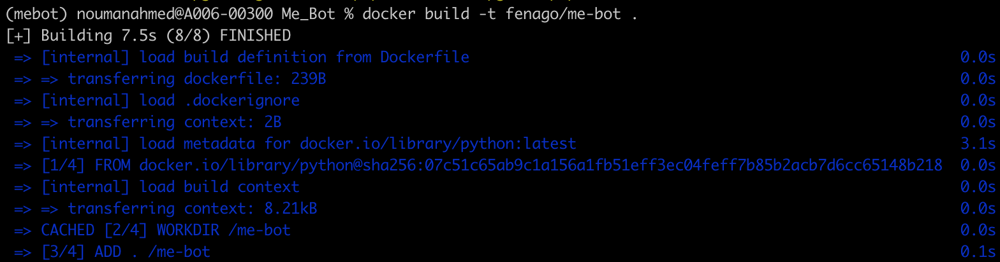 (mebot) noumanahmed@A006-00300 Me_Bot % docker build -t fenago/me-bot .
[+] Building 7.5s (8/8) FINISHED
=> [internal] load build definition from Dockerfile 0.0s
=> => transferring dockerfile: 239B 0.0s
=> [internal] load .dockerignore 0.0s
=> => transferring context: 2B 0.0s
=> [internal] load metadata for docker.io/library/python:latest 3.1s
=> [1/4] FROM docker.io/library/python@sha256:07c51c65ab9c1a156a1fb51eff3ec04feff7b85b2acb7d6cc65148b218 0.0s
=> [internal] load build context 0.0s
=> => transferring context: 8.21kB 0.0s
=> CACHED [2/4] WORKDIR /me-bot 0.0s
=> [3/4] ADD . /me-bot 0.1s